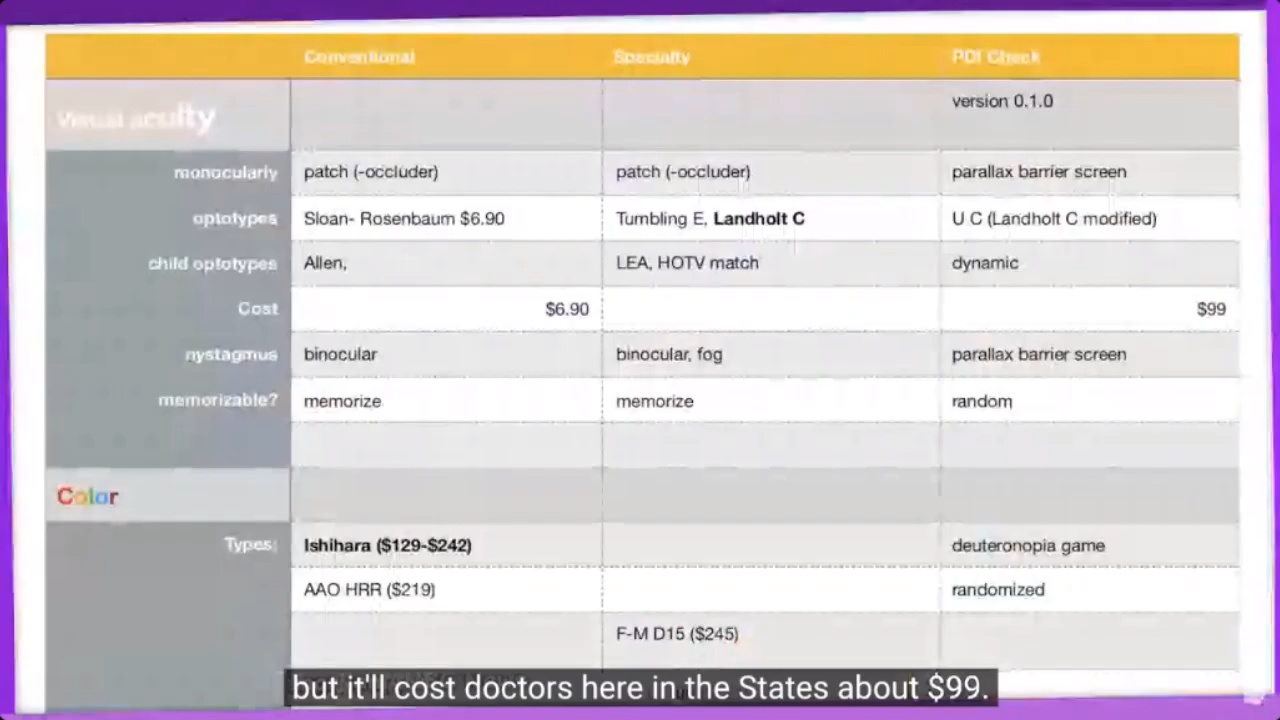 Conventional Specialty PDI Check
Visual acuity version 0.1.0
monocularly patch (-occluder) patch (-occluder) parallax barrier screen
optotypes Sloan- Rosenbaum $6.90 Tumbling E, Landholt C U C (Landholt C modified)
child optotypes Allen, LEA, HOTV match dynamic
Cost $6.90 $99
nystagmus binocular binocular, fog parallax barrier screen
memorizable? memorize memorize random
Color
Types: Ishihara ($129-$242) deuteronopia game
AAO HRR ($219) randomized
F-M D15 ($245)
but it'll cost doctors here in the States about $99.